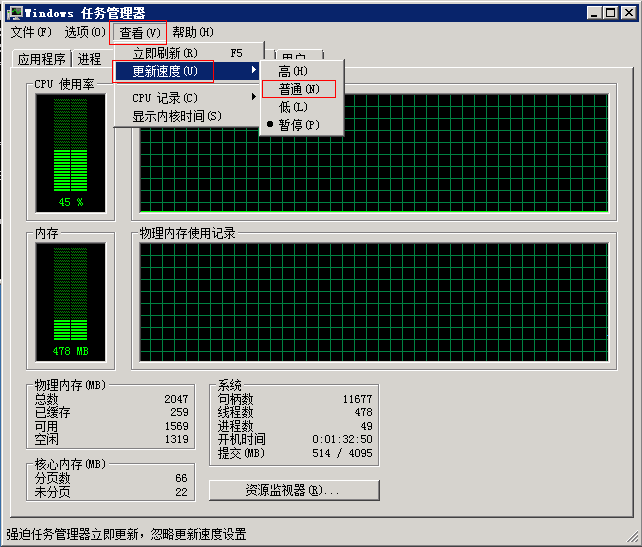 Windows 任务管理器
文件(F) 选项(O) 查看(V) 帮助(H)
立即刷新(R) F5
更新速度(U)
CPU 记录(C)
显示内核时间(S)
高(H)
普通(N)
低(L)
暂停(P)
应用程序 进程
CPU 使用率
45 %
内存
478 MB
物理内存使用记录
物理内存(MB)
总数 2047
已缓存 259
可用 1569
空闲 1319
核心内存(MB)
分页数 66
未分页 22
系统
句柄数 11677
线程数 478
进程数 49
开机时间 0:01:32:50
提交(MB) 514 / 4095
资源监视器(R)...
强迫任务管理器立即更新，忽略更新速度设置